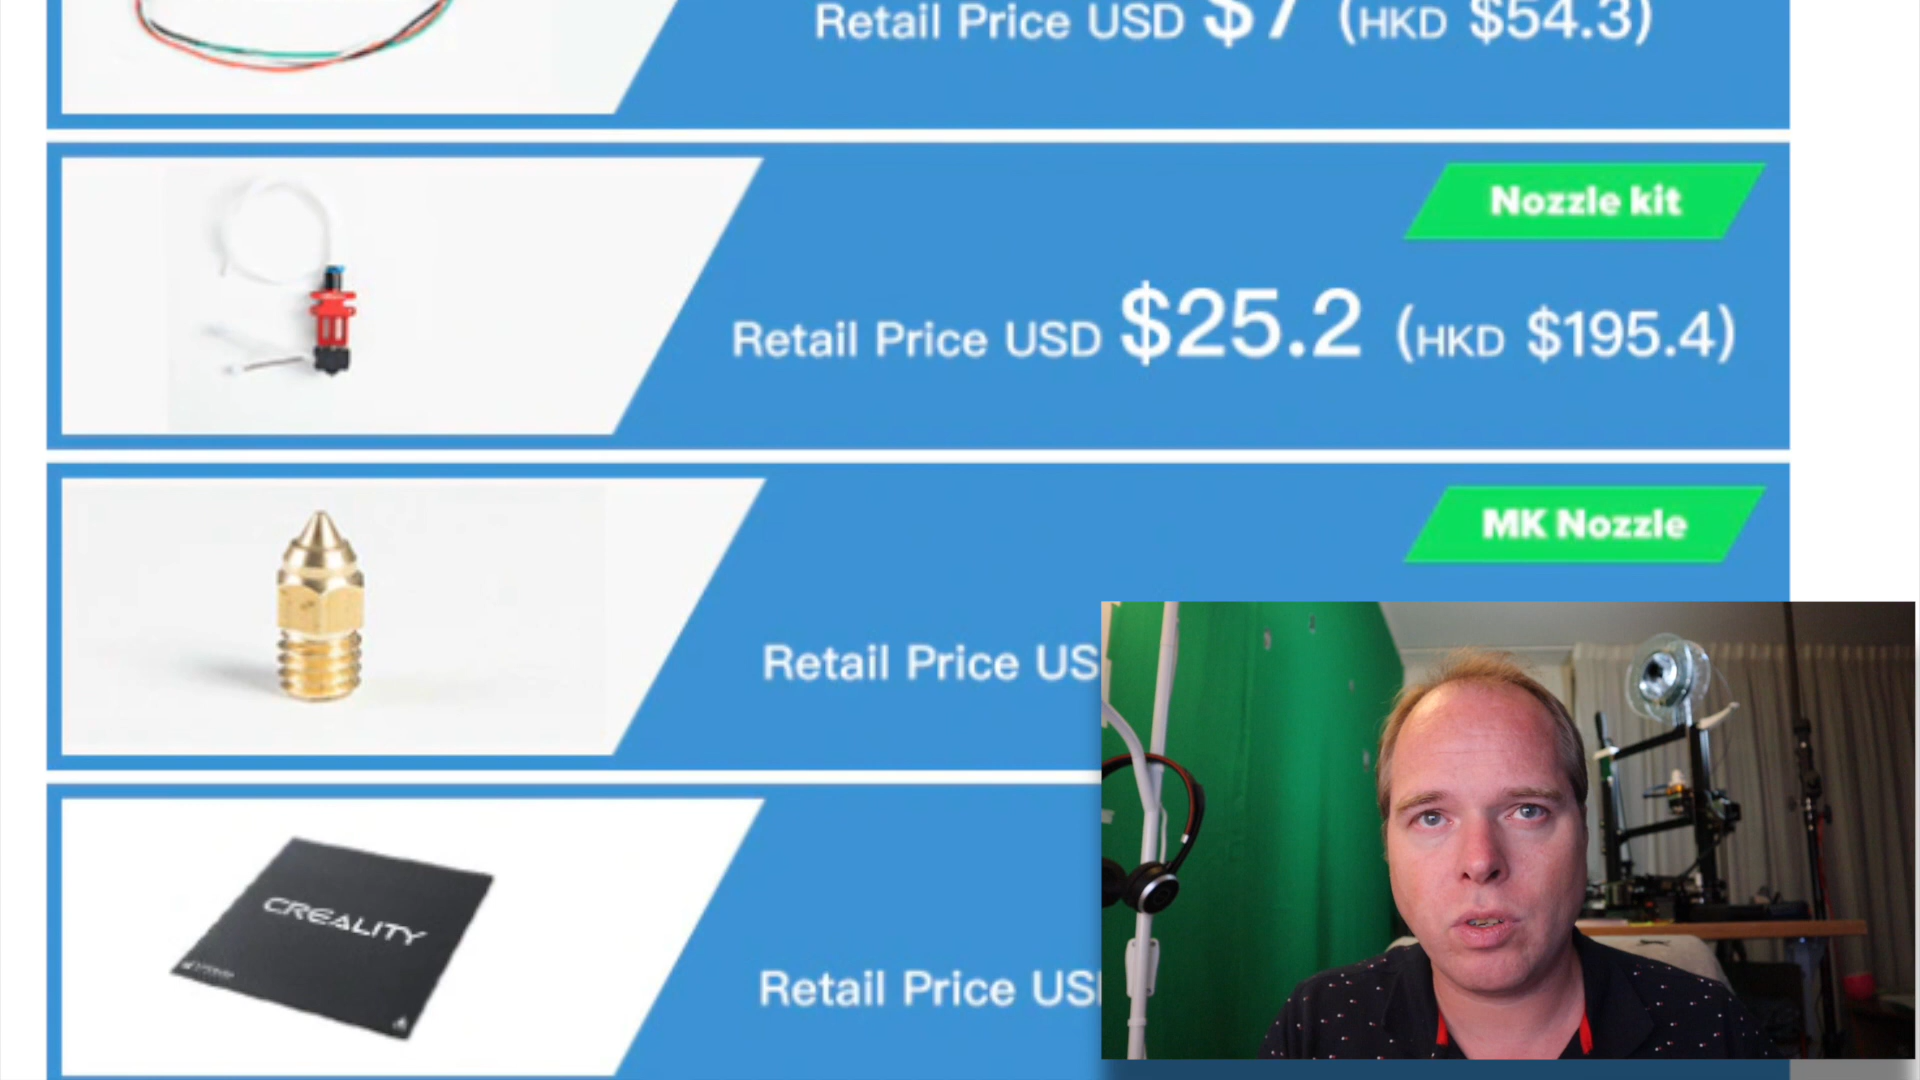 Retail Price USD $7 (HKD $54.3)
Nozzle kit
Retail Price USD $25.2 (HKD $195.4)
MK Nozzle
Retail Price US
CREALITY
Retail Price US